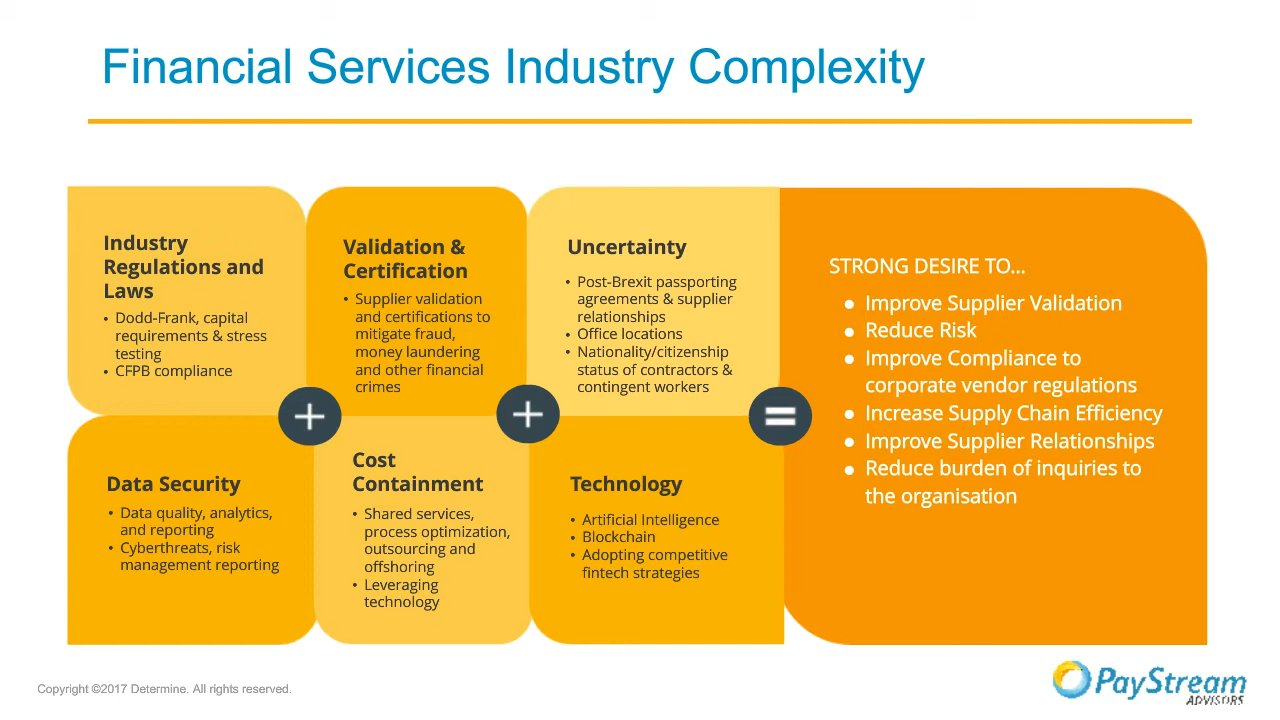 Financial Services Industry Complexity
Industry
Regulations and
Laws
• Dodd-Frank, capital
requirements & stress
testing
• CFPB compliance
Validation &
Certification
• Supplier validation
and certifications to
mitigate fraud,
money laundering
and other financial
crimes
Uncertainty
• Post-Brexit passporting
agreements & supplier
relationships
• Office locations
• Nationality/citizenship
status of contractors &
contingent workers
+
+
=
Data Security
• Data quality, analytics,
and reporting
• Cyberthreats, risk
management reporting
Cost
Containment
• Shared services,
process optimization,
outsourcing and
offshoring
• Leveraging
technology
Technology
• Artificial Intelligence
• Blockchain
• Adopting competitive
fintech strategies
STRONG DESIRE TO...
• Improve Supplier Validation
• Reduce Risk
• Improve Compliance to
corporate vendor regulations
• Increase Supply Chain Efficiency
• Improve Supplier Relationships
• Reduce burden of inquiries to
the organisation
Copyright ©2017 Determine. All rights reserved.
PayStream
ADVISORS